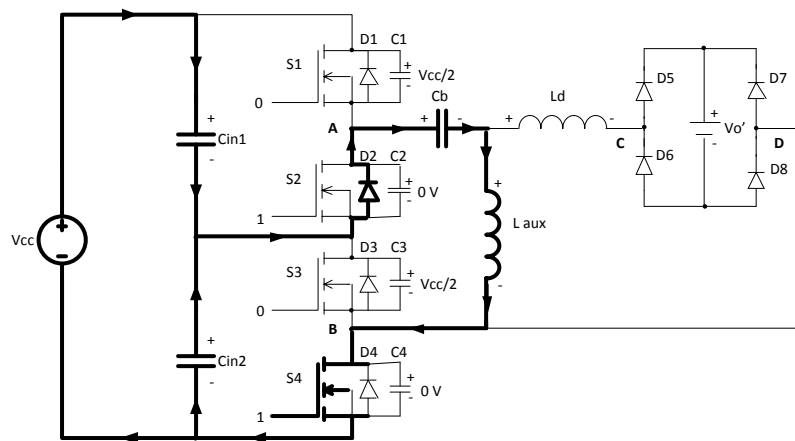 D1 C1
S1
+
Vcc/2
-
0
Cb
Ld
A
+ -
+ -
C
D
D5 D7
+
Vo'
-
D6 D8
+
Cin1
-
D2 C2
S2
+
0 V
-
1
+
L aux
-
Vcc
+
-
D3 C3
S3
+
Vcc/2
-
0
B
+
Cin2
-
D4 C4
S4
+
0 V
-
1